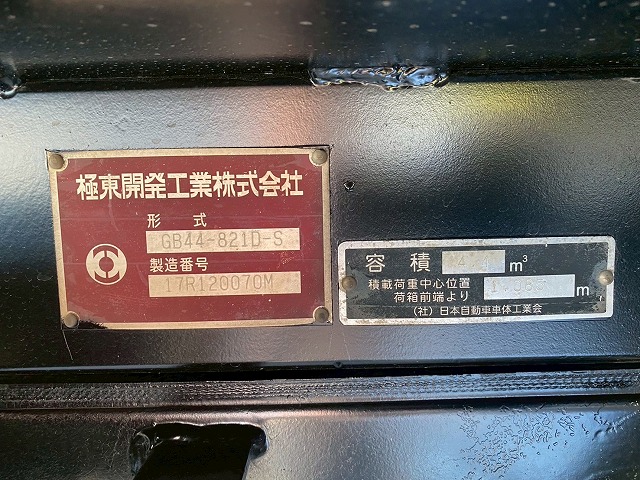 極東開発工業株式会社
形式
GB44-821D-S
製造番号
17R120070M
容積 4.4 m³
積載荷重中心位置
荷箱前端より m
(社)日本自動車車体工業会